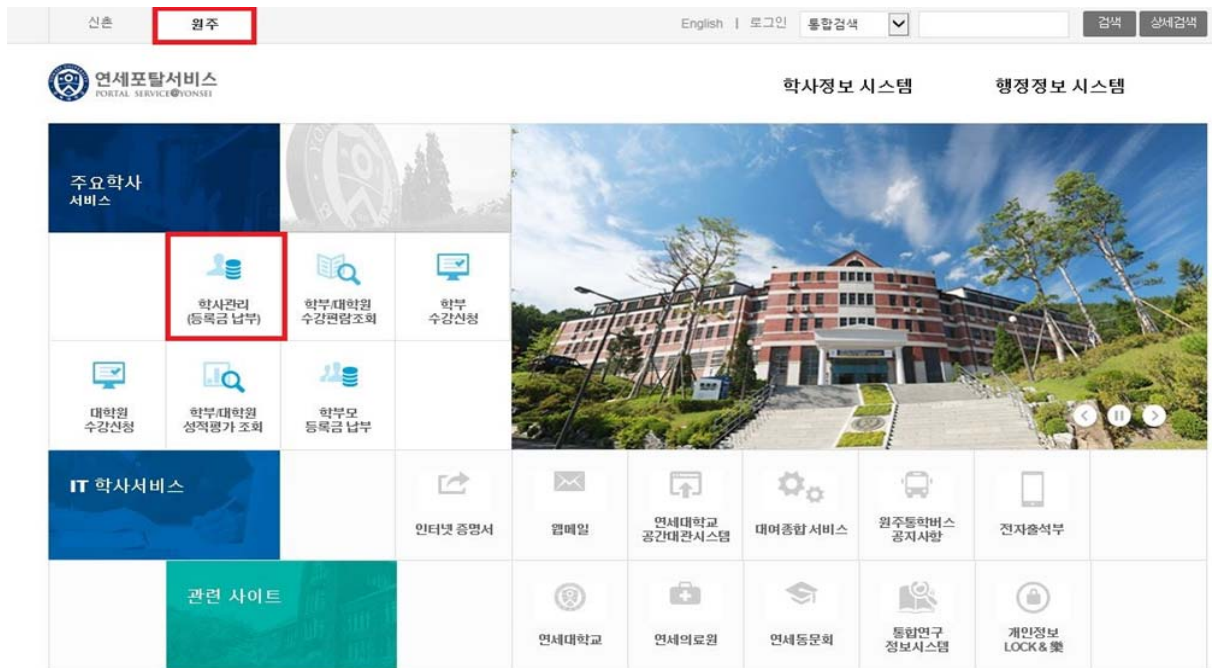 신촌
원주
English | 로그인 통합검색 검색 상세검색
연세포탈서비스
PORTAL SERVICE@YONSEI
학사정보 시스템
행정정보 시스템
주요학사
서비스
학사관리
(등록금 납부)
학부/대학원
수강편람조회
학부
수강신청
대학원
수강신청
학부/대학원
성적평가 조회
학부모
등록금 납부
IT 학사서비스
인터넷 증명서
웹메일
연세대학교
공간대관시스템
대여종합 서비스
원주통학버스
공지사항
전자출석부
관련 사이트
연세대학교
연세의료원
연세동문회
통합연구
정보시스템
개인정보
LOCK & 樂